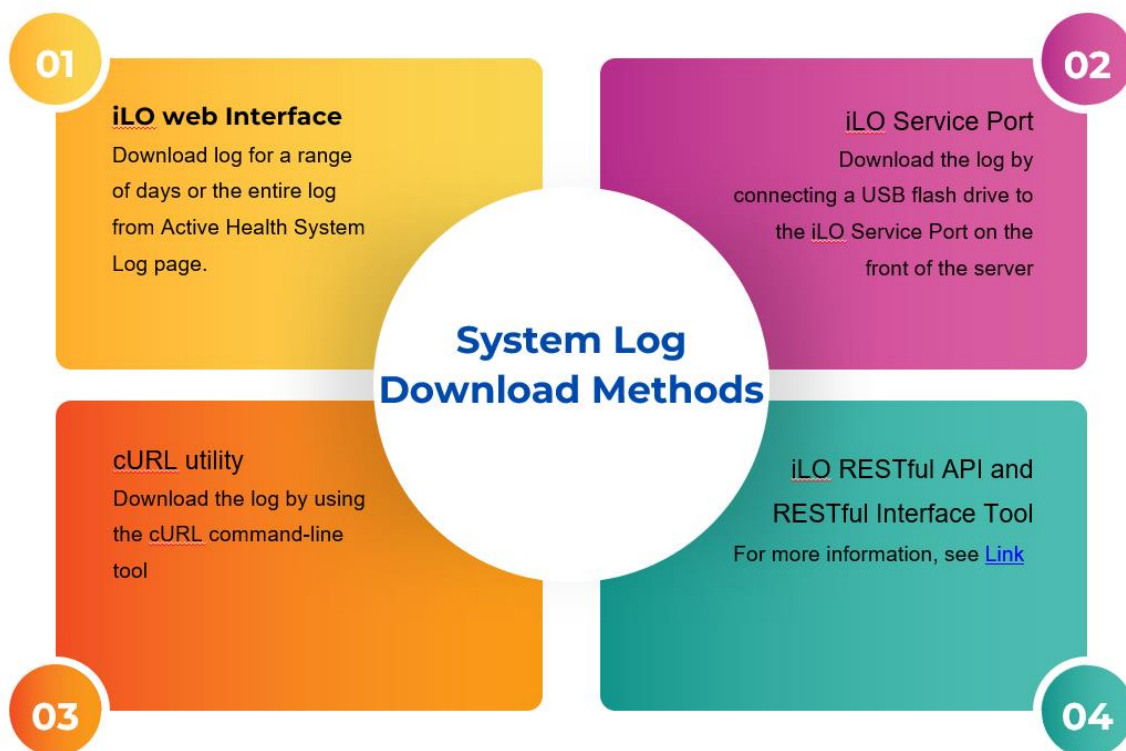 01
iLO web Interface
Download log for a range
of days or the entire log
from Active Health System
Log page.
02
iLO Service Port
Download the log by
connecting a USB flash drive to
the iLO Service Port on the
front of the server
System Log
Download Methods
cURL utility
Download the log by using
the cURL command-line
tool
03
iLO RESTful API and
RESTful Interface Tool
For more information, see Link
04